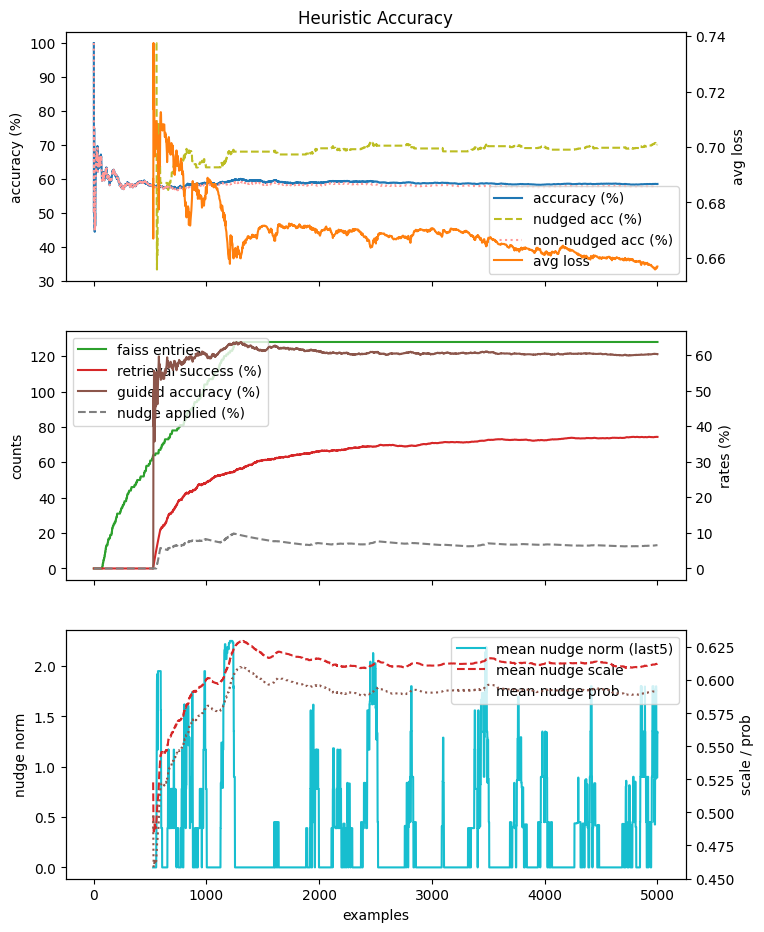 Heuristic Accuracy
100
90
80
70
60
50
40
30
accuracy (%)
0.74
0.72
0.70
0.68
0.66
avg loss
accuracy (%)
nudged acc (%)
non-nudged acc (%)
avg loss
120
100
80
60
40
20
0
counts
60
50
40
30
20
10
0
rates (%)
faiss entries
retrieval success (%)
guided accuracy (%)
nudge applied (%)
2.0
1.5
1.0
0.5
0.0
nudge norm
0.625
0.600
0.575
0.550
0.525
0.500
0.475
0.450
scale / prob
mean nudge norm (last5)
mean nudge scale
mean nudge prob
0
1000
2000
3000
4000
5000
examples